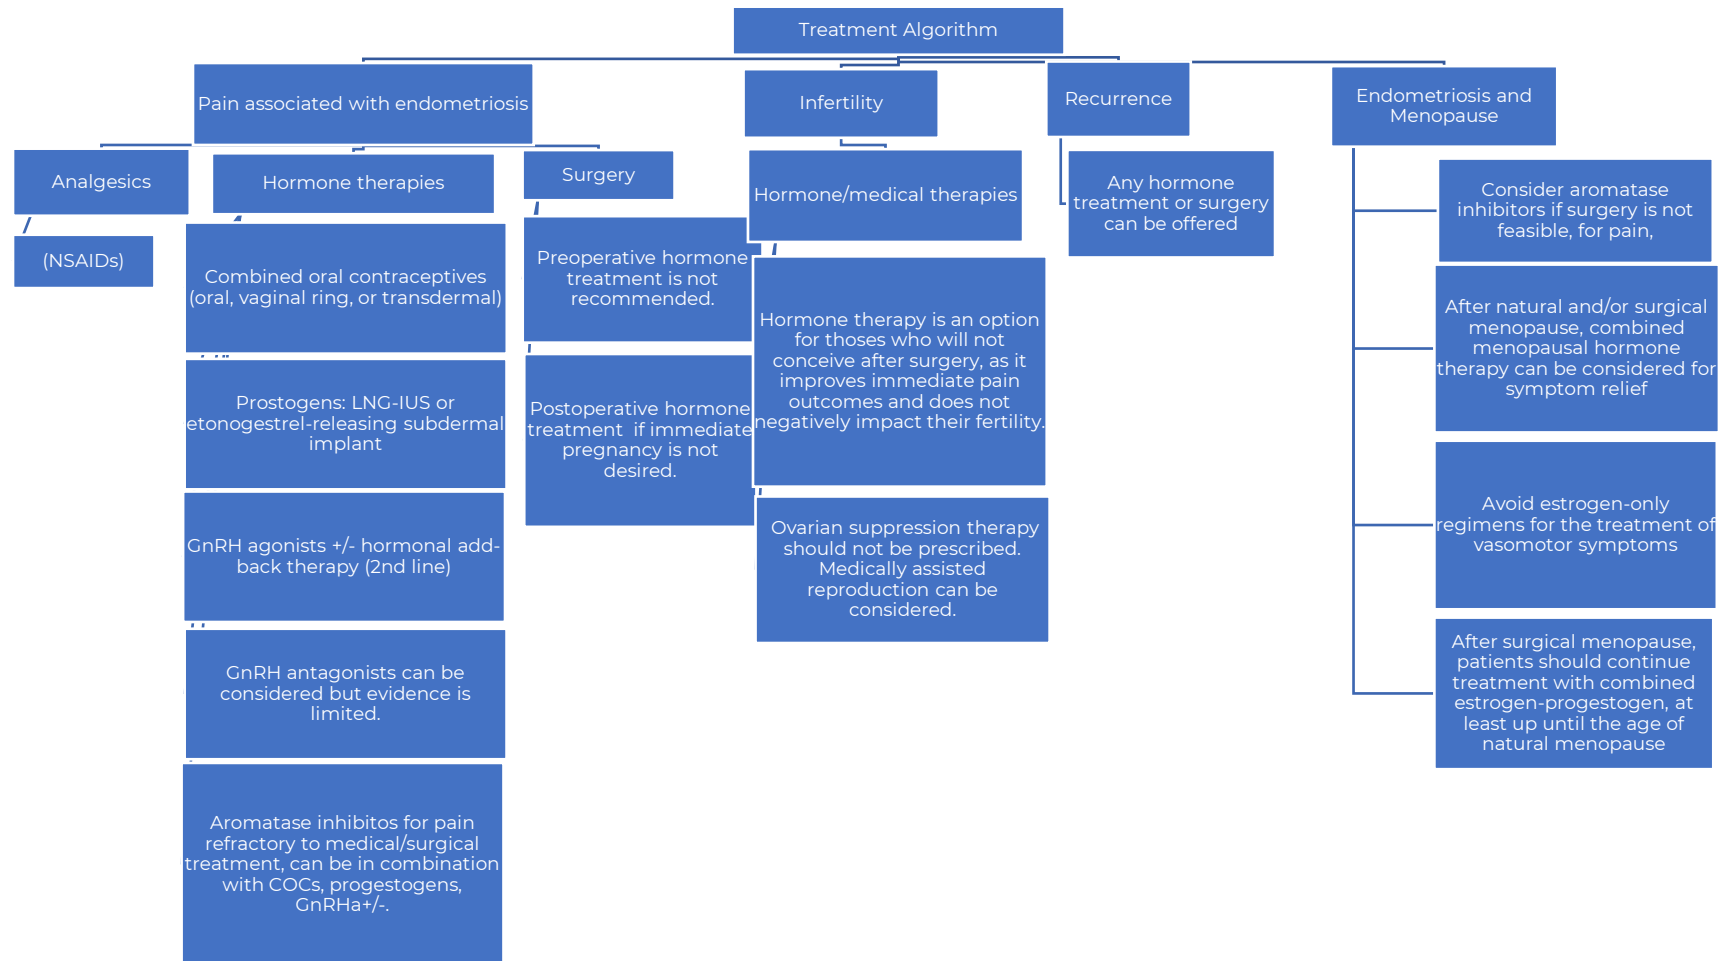 Treatment Algorithm
Pain associated with endometriosis
Analgesics
(NSAIDs)
Hormone therapies
Combined oral contraceptives
(oral, vaginal ring, or transdermal)
Prostogens: LNG-IUS or
etonogestrel-releasing subdermal
implant
GnRH agonists +/- hormonal add-
back therapy (2nd line)
GnRH antagonists can be
considered but evidence is
limited.
Aromatase inhibitos for pain
refractory to medical/surgical
treatment, can be in combination
with COCs, progestogens,
GnRHa+/-.
Surgery
Preoperative hormone
treatment is not
recommended.
Postoperative hormone
treatment if immediate
pregnancy is not
desired.
Infertility
Hormone/medical therapies
Hormone therapy is an option
for thoses who will not
conceive after surgery, as it
improves immediate pain
outcomes and does not
negatively impact their fertility.
Ovarian suppression therapy
should not be prescribed.
Medically assisted
reproduction can be
considered.
Recurrence
Any hormone
treatment or surgery
can be offered
Endometriosis and
Menopause
Consider aromatase
inhibitors if surgery is not
feasible, for pain,
After natural and/or surgical
menopause, combined
menopausal hormone
therapy can be considered for
symptom relief
Avoid estrogen-only
regimens for the treatment of
vasomotor symptoms
After surgical menopause,
patients should continue
treatment with combined
estrogen-progestogen, at
least up until the age of
natural menopause